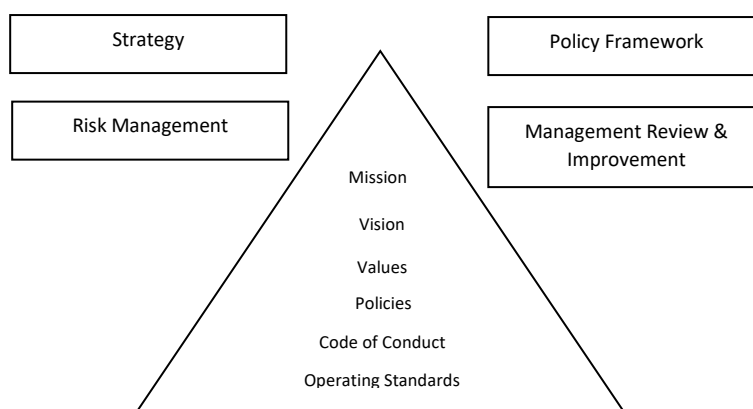 Strategy
Policy Framework
Risk Management
Management Review &
Improvement
Mission
Vision
Values
Policies
Code of Conduct
Operating Standards